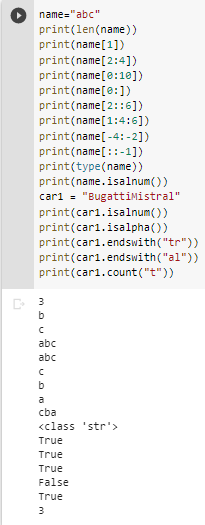 name="abc"
print(len(name))
print(name[1])
print(name[2:4])
print(name[0:10])
print(name[0:])
print(name[2::6])
print(name[1:4:6])
print(name[-4:-2])
print(name[::-1])
print(type(name))
print(name.isalnum())
car1 = "BugattiMistral"
print(car1.isalnum())
print(car1.isalpha())
print(car1.endswith("tr"))
print(car1.endswith("al"))
print(car1.count("t"))
3
b
c
abc
abc
c
b
a
cba
<class 'str'>
True
True
True
False
True
3